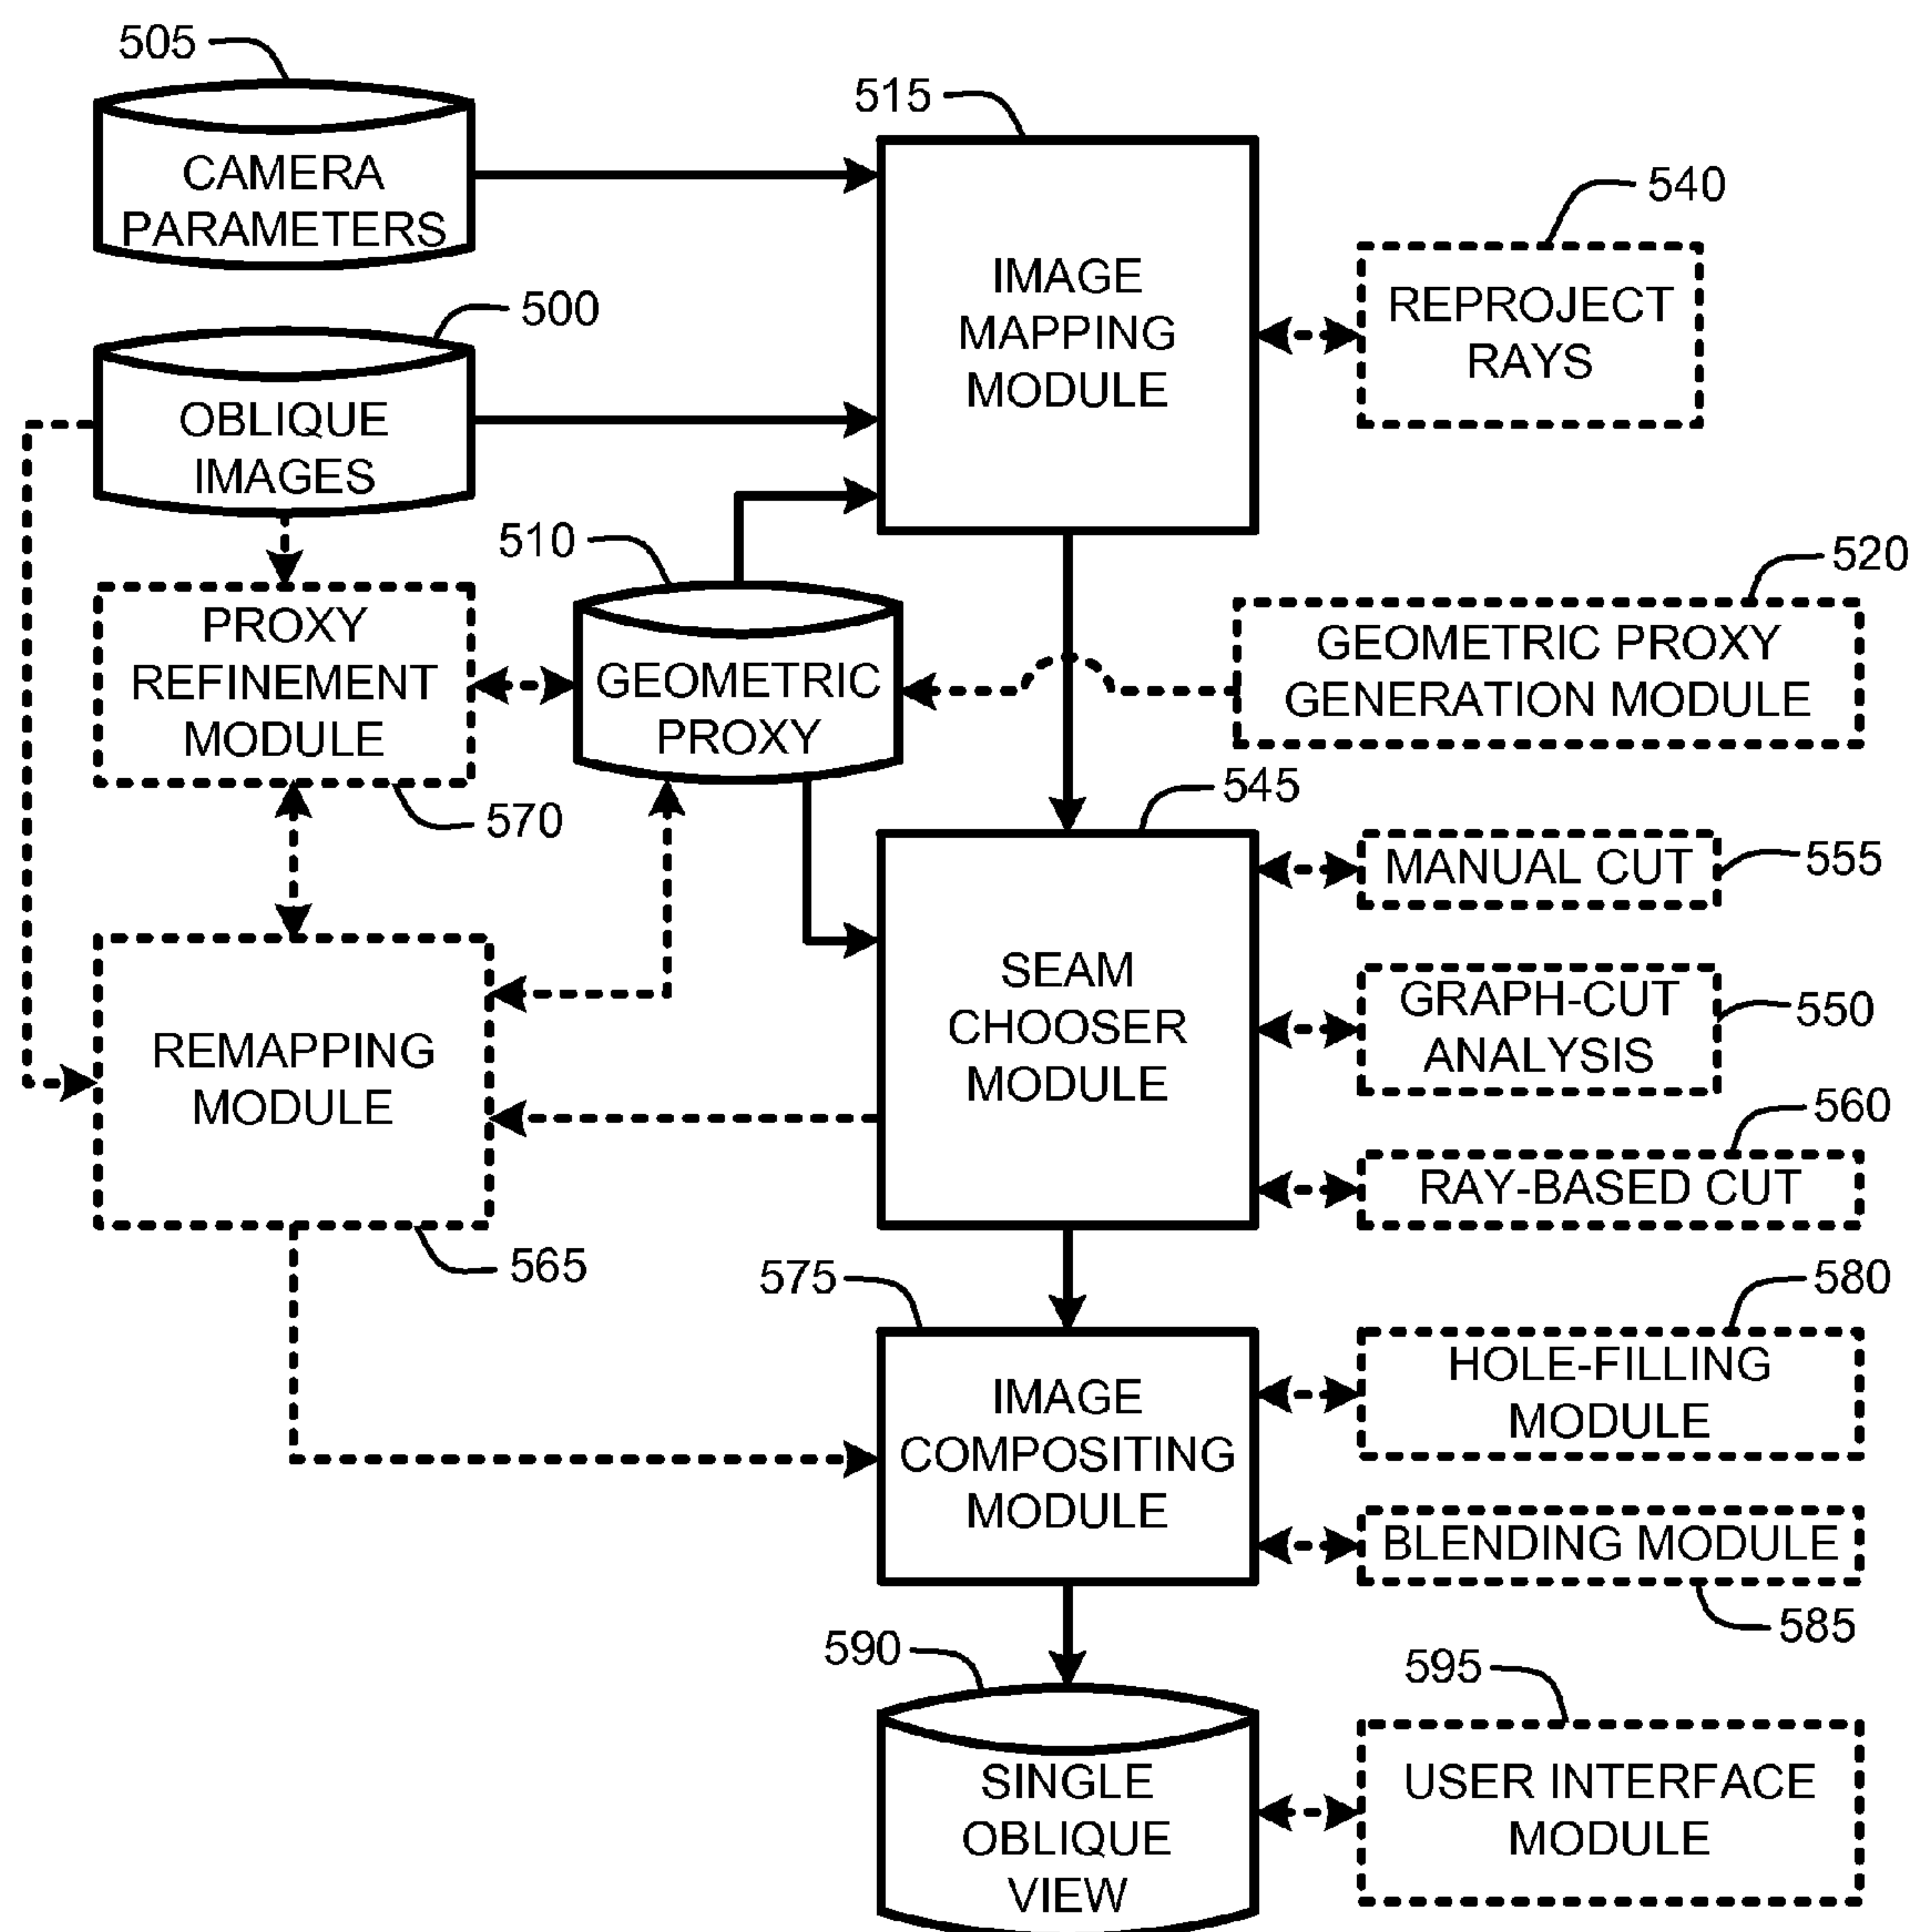 505
CAMERA
PARAMETERS
515
IMAGE
MAPPING
MODULE
540
REPROJECT
RAYS
500
OBLIQUE
IMAGES
510
GEOMETRIC
PROXY
520
GEOMETRIC PROXY
GENERATION MODULE
PROXY
REFINEMENT
MODULE
570
545
SEAM
CHOOSER
MODULE
MANUAL CUT
555
GRAPH-CUT
ANALYSIS
550
560
RAY-BASED CUT
REMAPPING
MODULE
565
575
IMAGE
COMPOSITING
MODULE
580
HOLE-FILLING
MODULE
BLENDING MODULE
585
590
SINGLE
OBLIQUE
VIEW
595
USER INTERFACE
MODULE